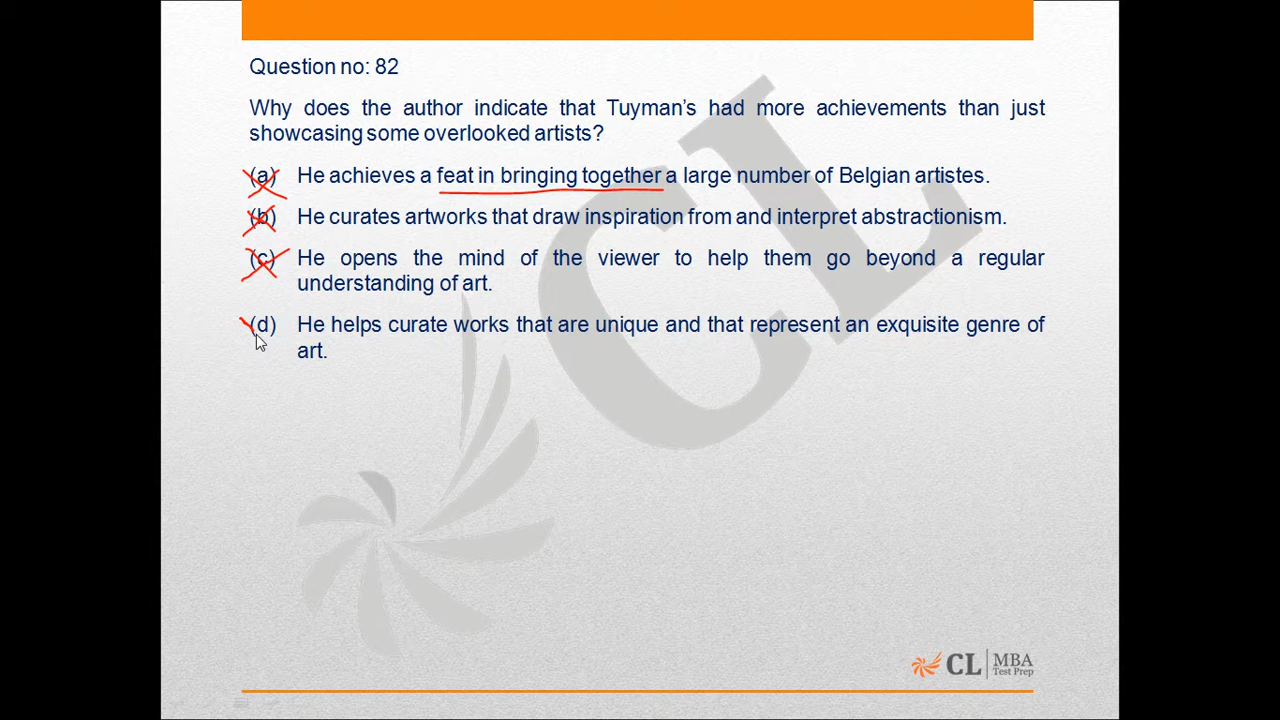 Question no: 82
Why does the author indicate that Tuyman's had more achievements than just
showcasing some overlooked artists?
(a) He achieves a feat in bringing together a large number of Belgian artistes.
(b) He curates artworks that draw inspiration from and interpret abstractionism.
(c) He opens the mind of the viewer to help them go beyond a regular
understanding of art.
(d) He helps curate works that are unique and that represent an exquisite genre of
art.
CL
CL MBA
Test Prep